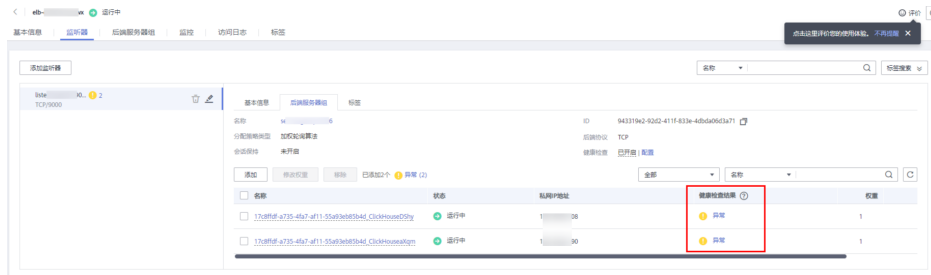 elb- x 运行中
评价
基本信息 监听器 后端服务器组 监控 访问日志 标签
点击这里评价您的使用体验。 不再提醒 ×
添加监听器
名称
标签搜索
liste 0... 2
TCP/9000
基本信息 后端服务器组 标签
名称 6
ID 943319e2-92d2-411f-833e-4dbda06d3a71
分配策略类型 加权轮询算法
后端协议 TCP
会话保持 未开启
健康检查 已开启 | 配置
添加 修改权重 移除 已添加2个 异常 (2)
全部 名称
名称 状态 私网IP地址 健康检查结果 权重
17c8ffdf-a735-4fa7-af11-55a93eb85b4d_ClickHouseDShy 运行中 1 08 异常 1
17c8ffdf-a735-4fa7-af11-55a93eb85b4d_ClickHouseaXqm 运行中 1 90 异常 1